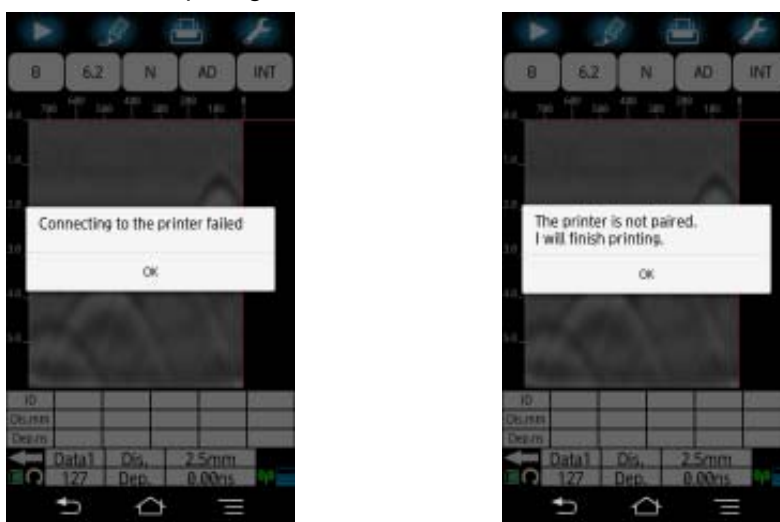 8 6.2 N AD INT
Connecting to the printer failed
OK
ID
Dis.mm
Dep.ns
Data1 Dis. 2.5mm
127 Dep. 0.00ns
8 6.2 N AD INT
The printer is not paired.
I will finish printing.
OK
ID
Dis.mm
Dep.ns
Data1 Dis. 2.5mm
127 Dep. 0.00ns